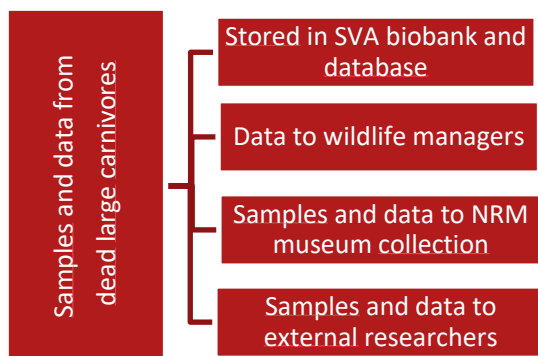 Samples and data from
dead large carnivores
Stored in SVA biobank and
database
Data to wildlife managers
Samples and data to NRM
museum collection
Samples and data to
external researchers